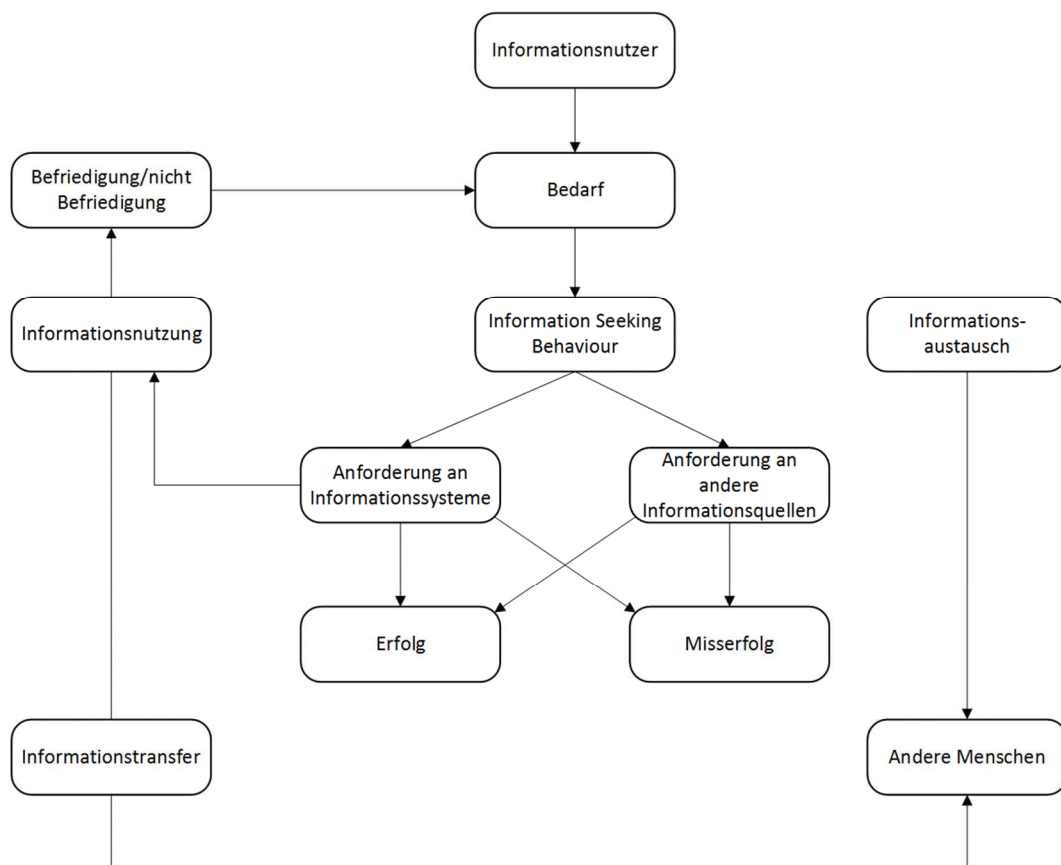 Informationsnutzer
Befriedigung/nicht
Befriedigung
Bedarf
Informationsnutzung
Information Seeking
Behaviour
Informations-
austausch
Anforderung an
Informationssysteme
Anforderung an
andere
Informationsquellen
Erfolg
Misserfolg
Informationstransfer
Andere Menschen